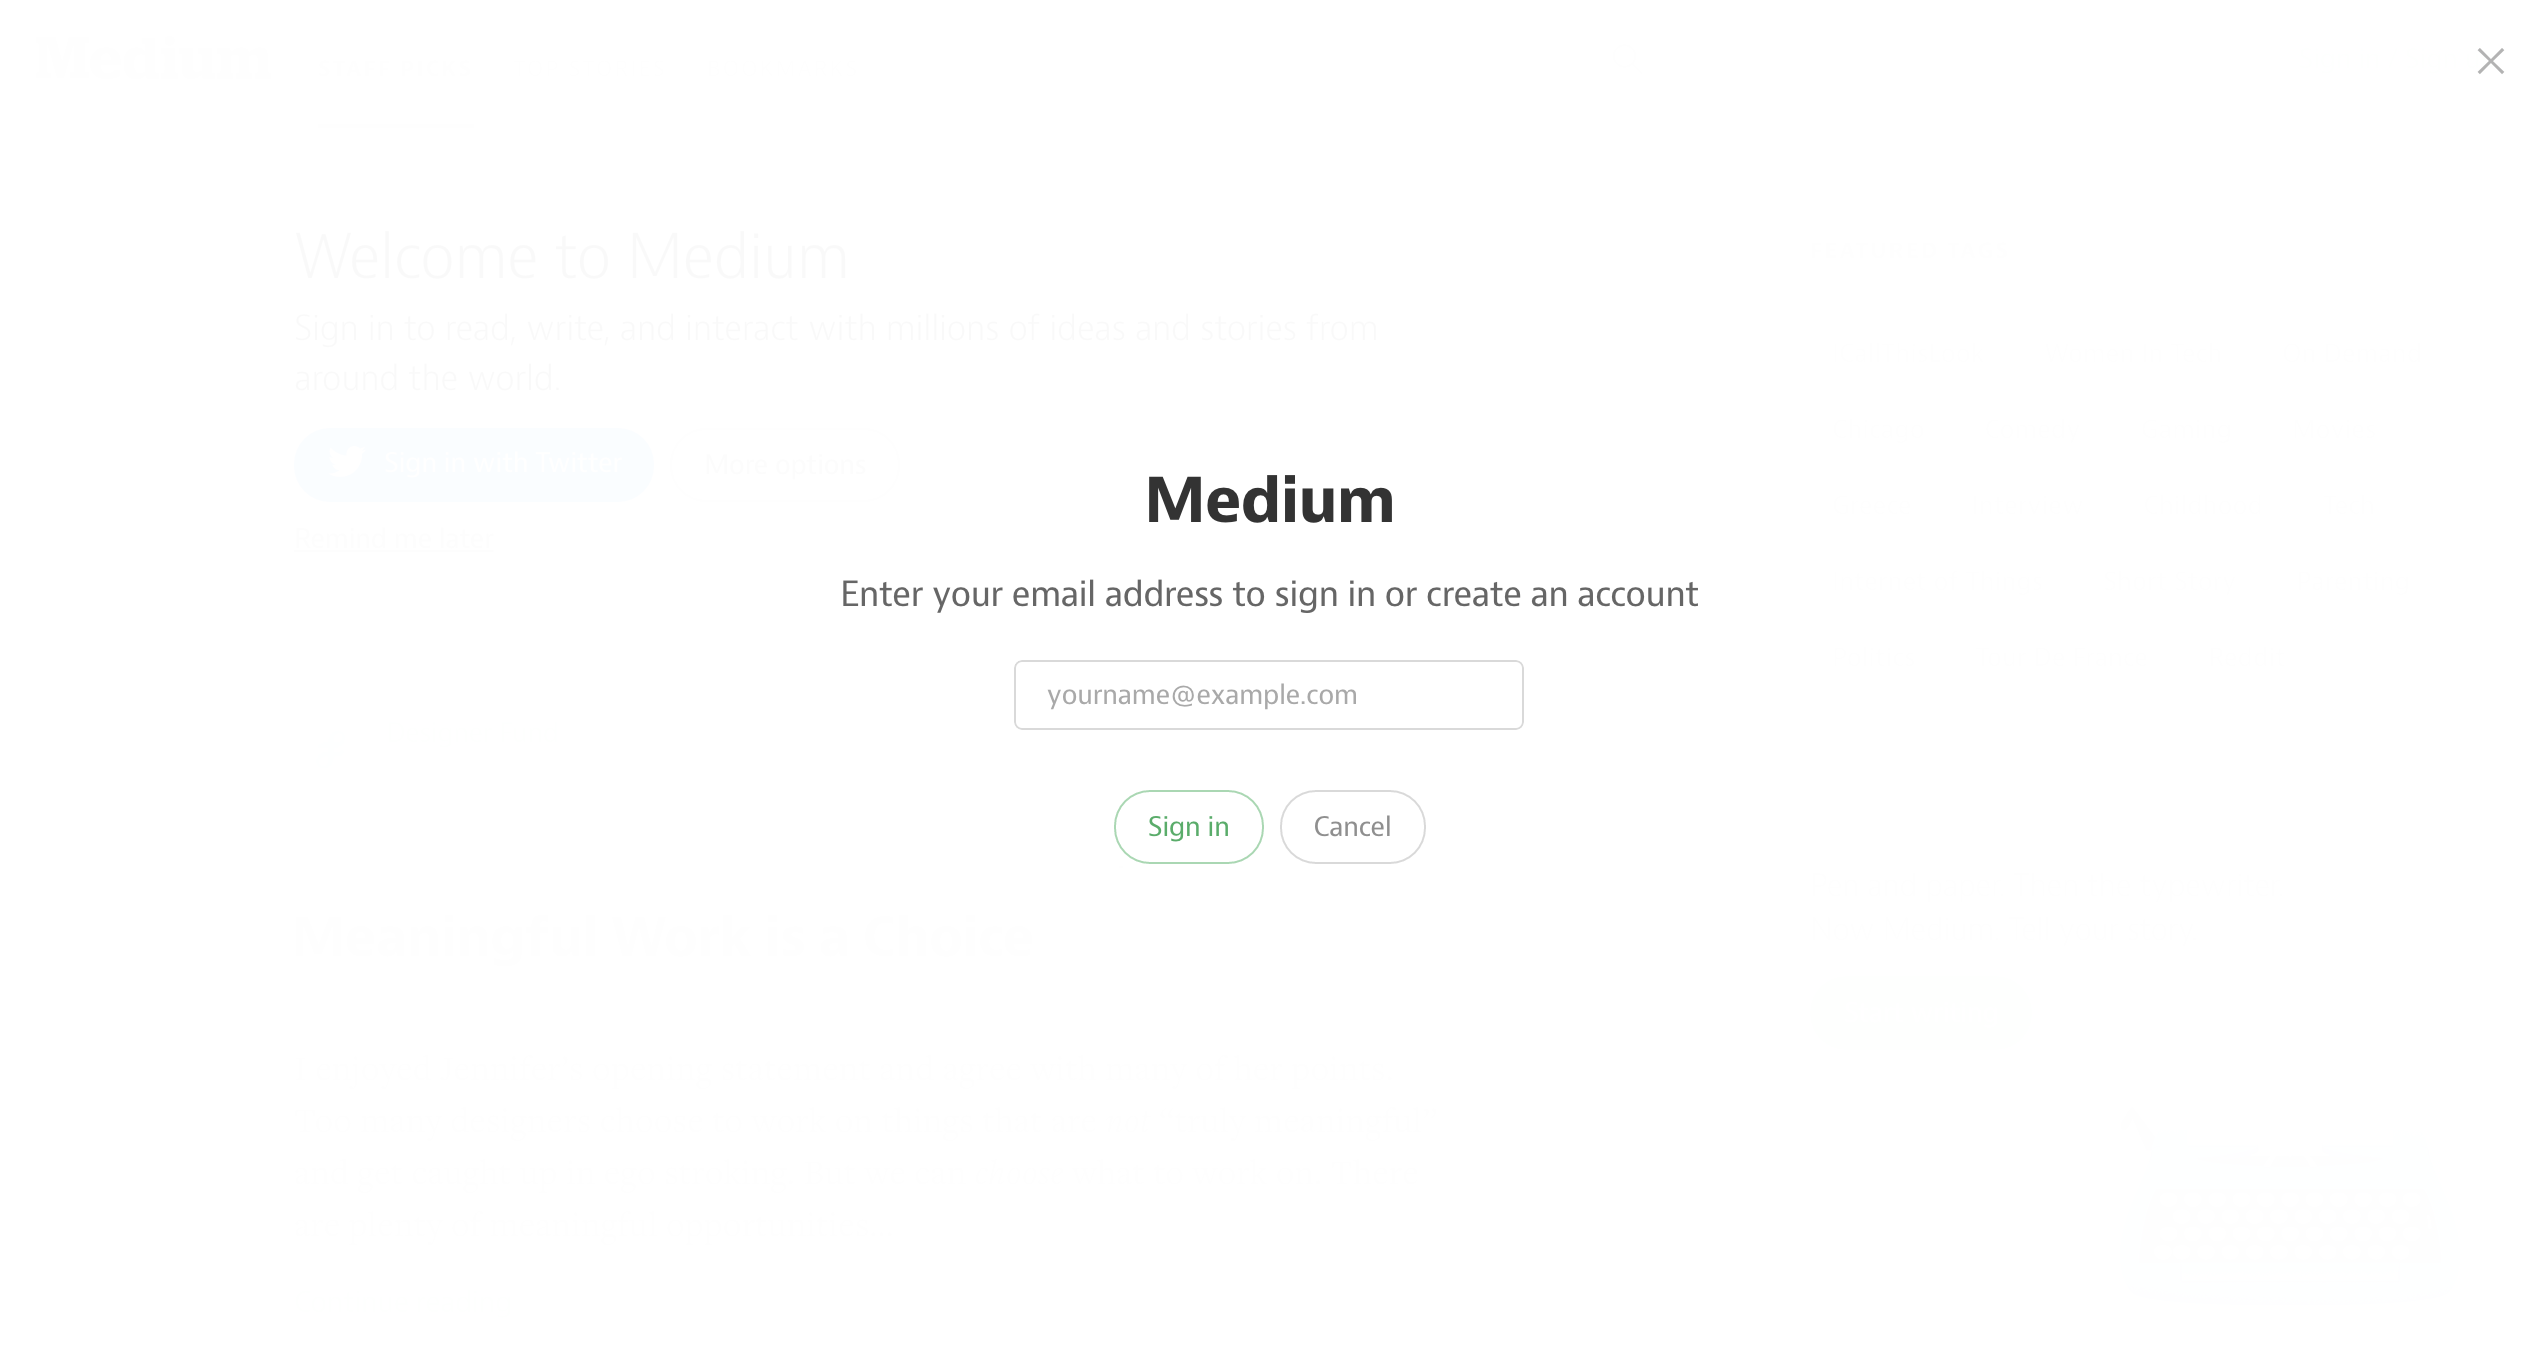 Medium
Welcome to Medium
Sign in to read, write, and interact with millions of ideas and stories from
around the world.
Sign in with Twitter
More options
Remind me later
Medium
Enter your email address to sign in or create an account
yourname@example.com
Sign in
Cancel
Meaningful Work is a Choice